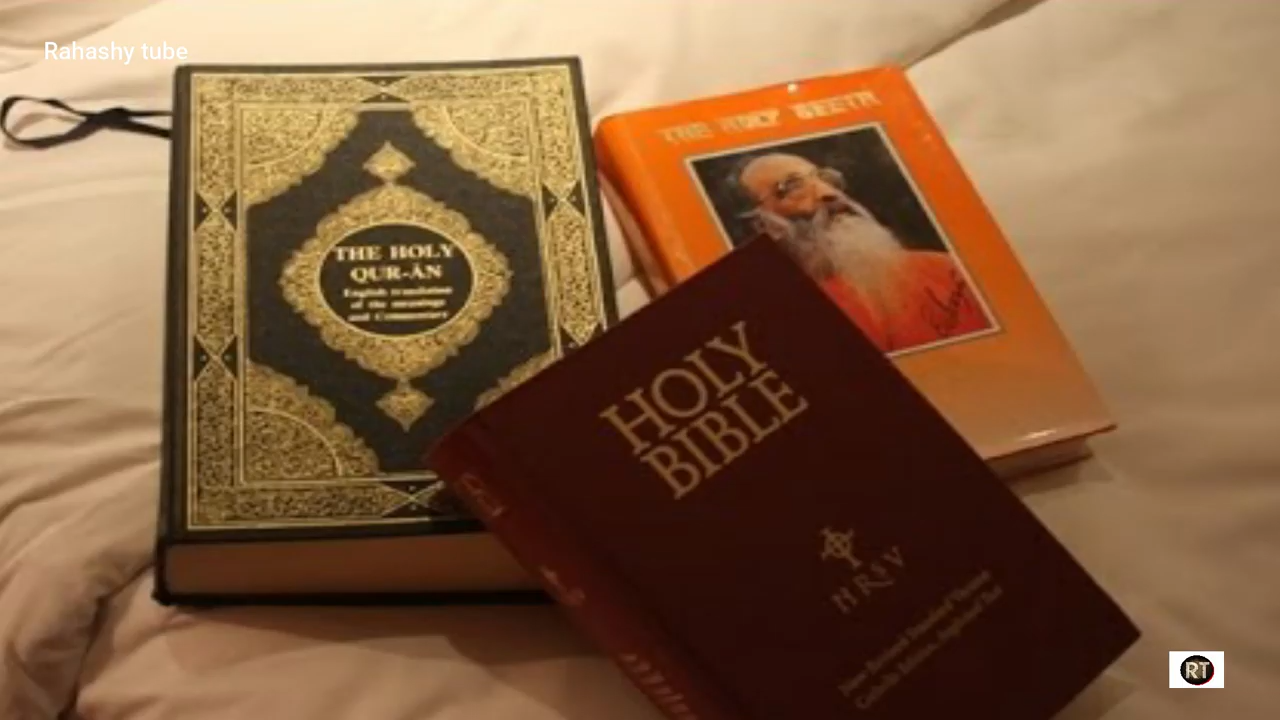 Rahashy tube
THE HOLY
QUR-ĀN
English translation
of the meanings
and Commentary
THE HOLY GEETA
HOLY
BIBLE
NRSV
New Revised Standard Version
Catholic Edition, Anglicized Text
RT